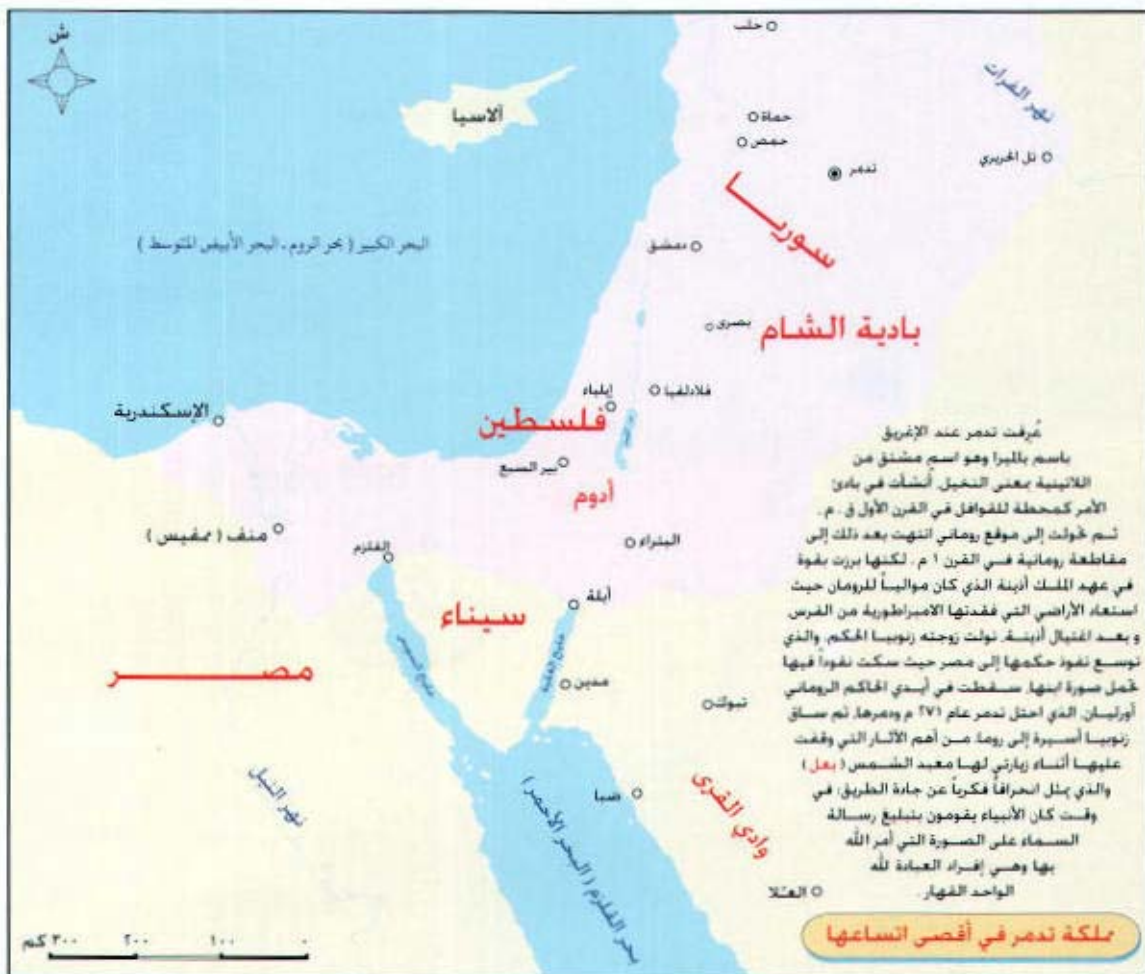 ش
حلب
نهر الفرات
ألاسيا
حماة
حمص
تدمر
تل الحريري
سوريا
البحر الكبير ( بحر الروم ـ البحر الأبيض المتوسط )
دمشق
بصرى
بادية الشام
إيلياء
فلادلفيا
الإسكندرية
فلسطين
بير السبع
أدوم
منف ( ممفيس )
القلزم
البتراء
أيلة
سيناء
خليج السويس
خليج العقبة
مصر
مدين
تبوك
نهر النيل
ضبا
وادي القرى
بحر القلزم ( البحر الأحمر )
العلا
عُرفت تدمر عند الإغريق
باسم بالميرا وهو اسم مشتق من
اللاتينية بمعنى النخيل. أُنشأت في بادئ
الأمر كمحطة للقوافل في القرن الأول ق . م .
ثم تحولت إلى موقع روماني انتهت بعد ذلك إلى
مقاطعة رومانية في القرن ١ م . لكنها برزت بقوة
في عهد الملك أذينة الذي كان موالياً للرومان حيث
استعاد الأراضي التي فقدتها الامبراطورية من الفرس
و بعد اغتيال أذينة. تولت زوجته زنوبيا الحكم. والذي
توسع نفوذ حكمها إلى مصر حيث سكت نقوداً فيها
تحمل صورة ابنها. سقطت في أيدي الحاكم الروماني
أورليان. الذي احتل تدمر عام ٢٧١ م ودمرها. ثم ساق
زنوبيا أسيرة إلى روما. من أهم الآثار التي وقفت
عليها أثناء زيارتي لها معبد الشمس ( بعل )
والذي يمثل انحرافاً فكرياً عن جادة الطريق؛ في
وقت كان الأنبياء يقومون بتبليغ رسالة
السماء على الصورة التي أمر الله
بها وهي إفراد العبادة لله
الواحد القهار .
٣٠٠ كم ٢٠٠ ١٠٠ ٠
مملكة تدمر في أقصى اتساعها